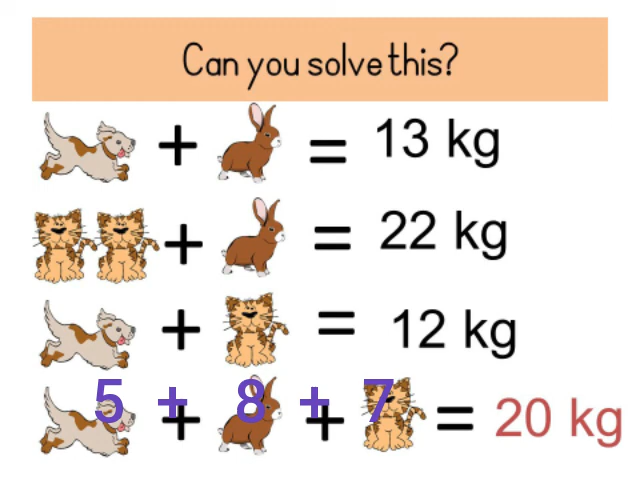 Can you solve this?
+ = 13 kg
+ = 22 kg
+ = 12 kg
5 + 8 + 7
+ + = 20 kg